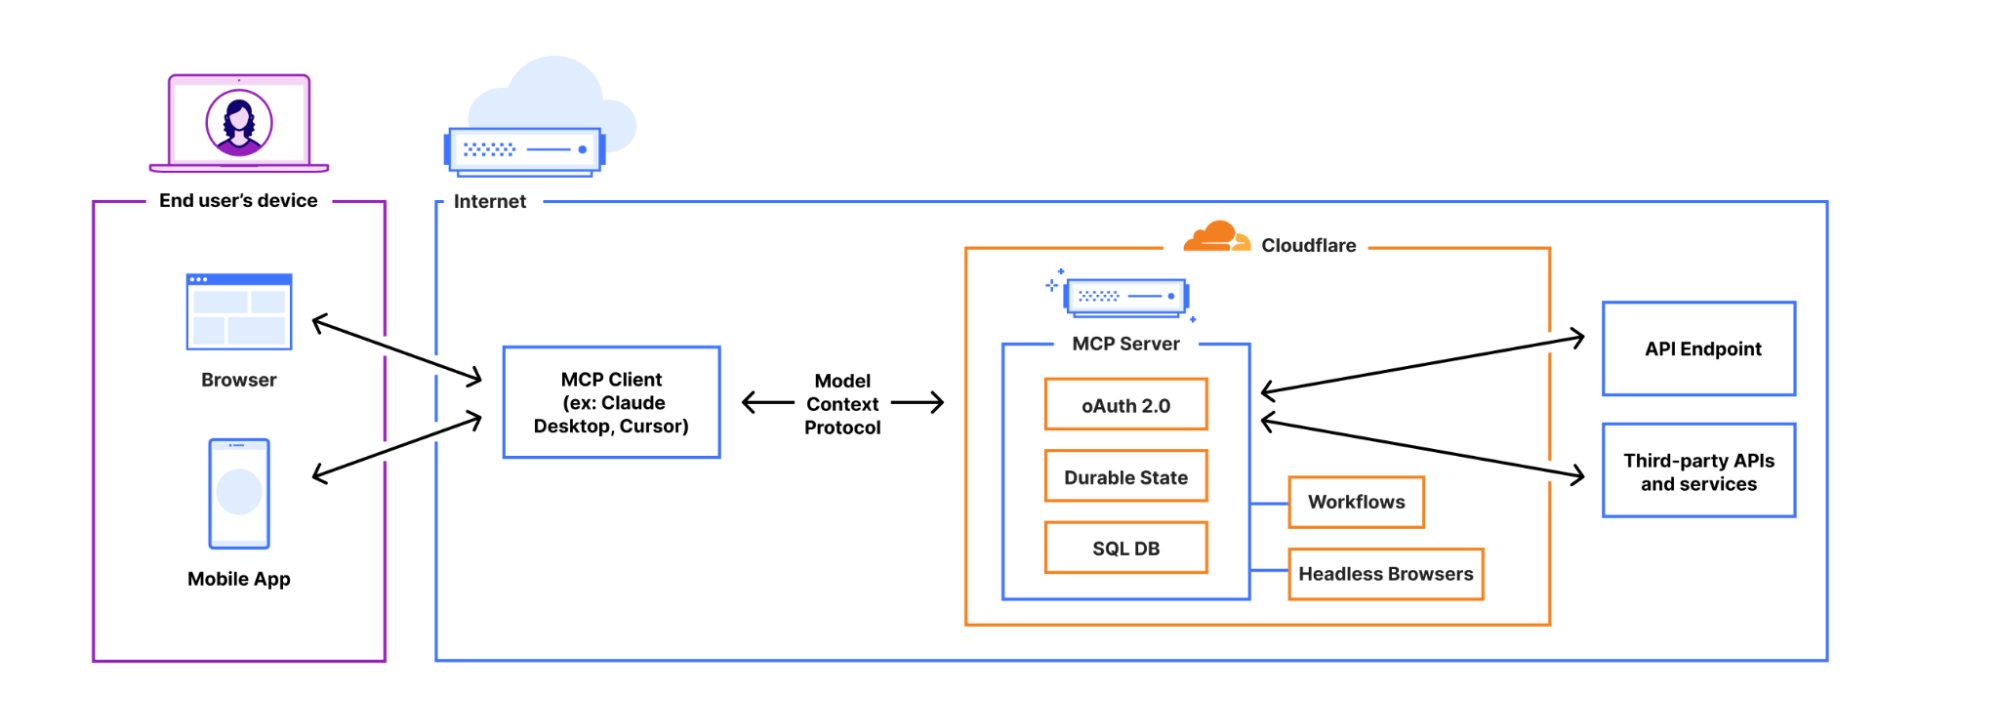 End user's device
Internet
Cloudflare
Browser
Mobile App
MCP Client
(ex: Claude
Desktop, Cursor)
Model
Context
Protocol
MCP Server
oAuth 2.0
Durable State
SQL DB
Workflows
Headless Browsers
API Endpoint
Third-party APIs
and services